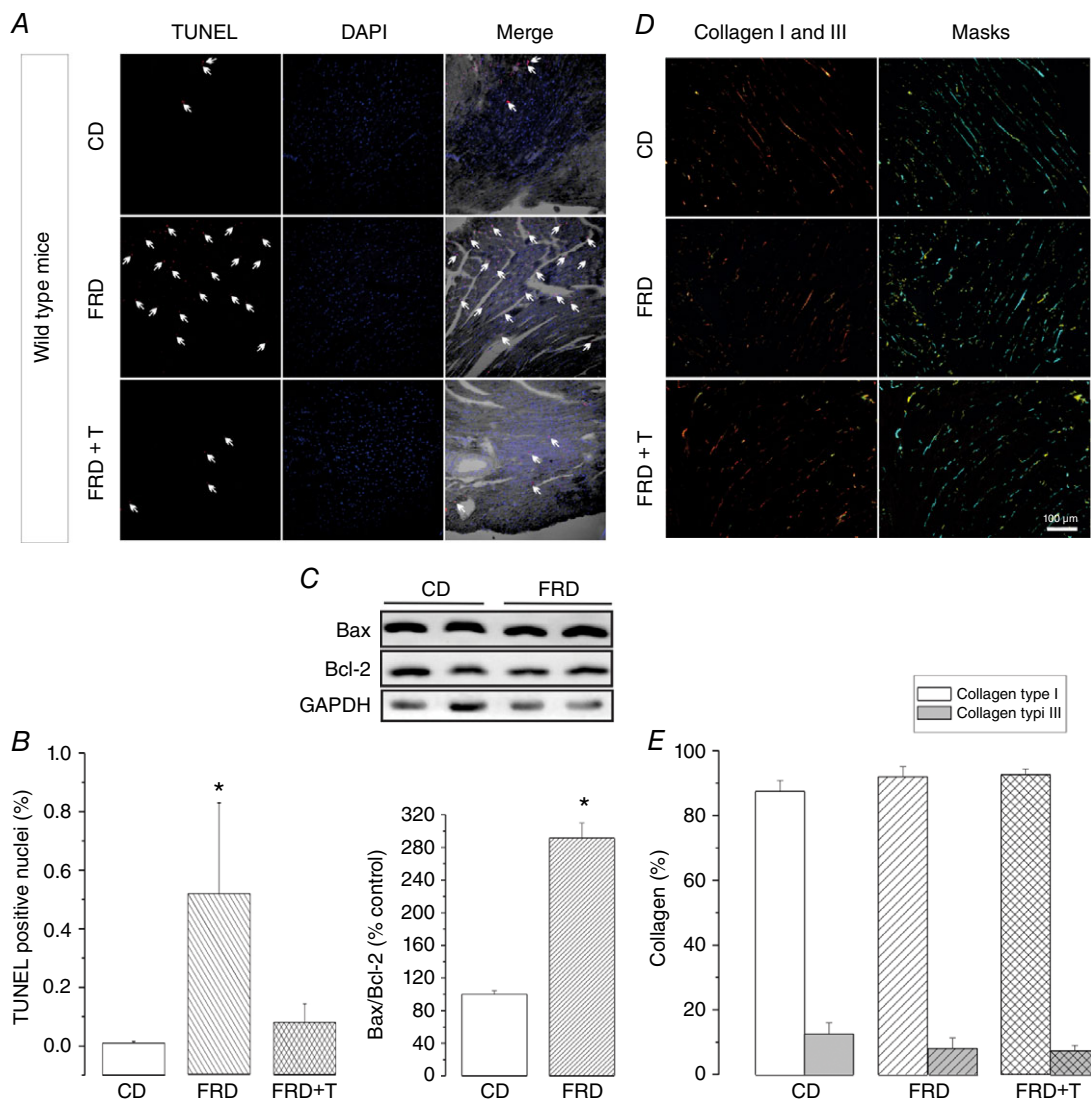 A
TUNEL
DAPI
Merge
Wild type mice
CD
FRD
FRD + T
D
Collagen I and III
Masks
CD
FRD
FRD + T
100 µm
C
CD
FRD
Bax
Bcl-2
GAPDH
B
TUNEL positive nuclei (%)
1.0
0.8
0.6
0.4
0.2
0.0
*
CD
FRD
FRD+T
Bax/Bcl-2 (% control)
320
280
240
200
160
120
80
40
0
*
CD
FRD
Collagen type I
Collagen typi III
E
Collagen (%)
100
80
60
40
20
0
CD
FRD
FRD+T